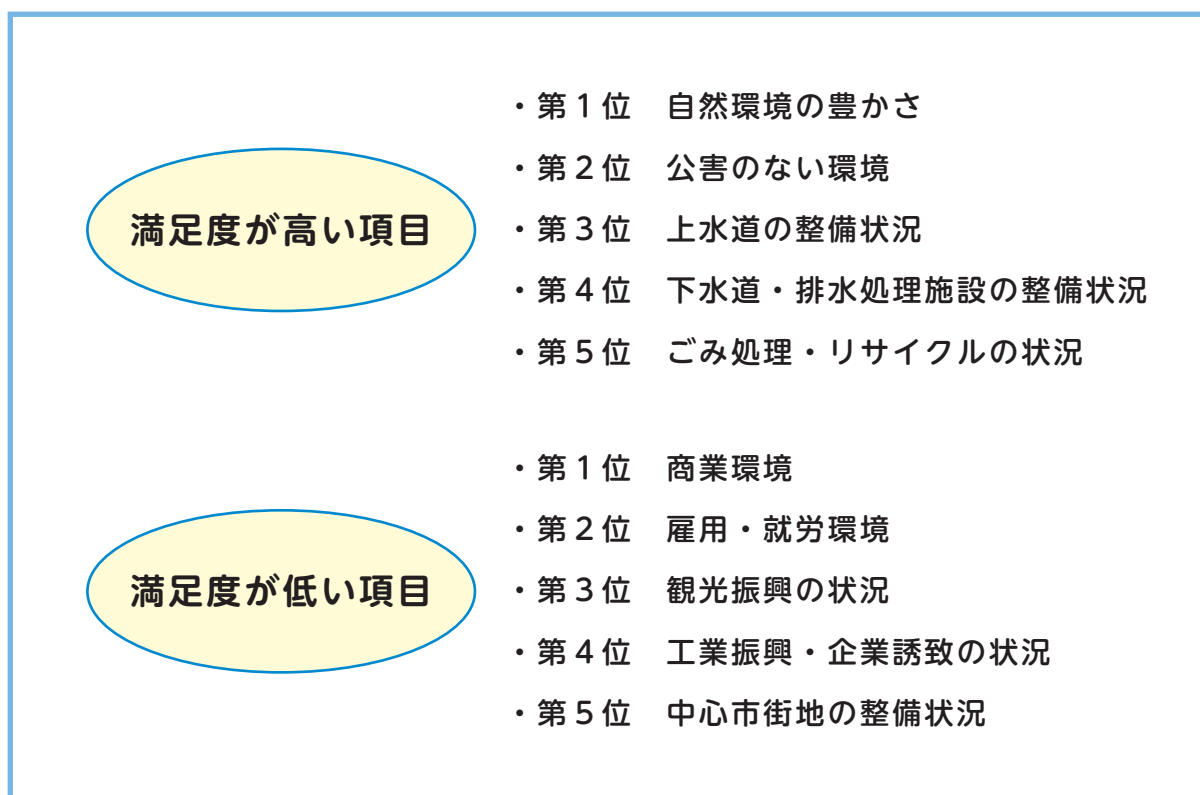 満足度が高い項目
・第１位　自然環境の豊かさ
・第２位　公害のない環境
・第３位　上水道の整備状況
・第４位　下水道・排水処理施設の整備状況
・第５位　ごみ処理・リサイクルの状況
満足度が低い項目
・第１位　商業環境
・第２位　雇用・就労環境
・第３位　観光振興の状況
・第４位　工業振興・企業誘致の状況
・第５位　中心市街地の整備状況